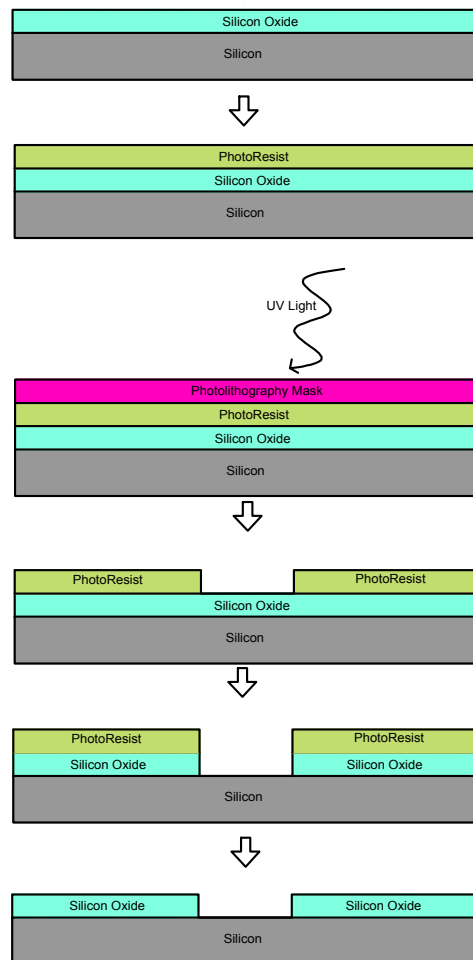 Silicon Oxide
Silicon
PhotoResist
Silicon Oxide
Silicon
UV Light
Photolithography Mask
PhotoResist
Silicon Oxide
Silicon
PhotoResist PhotoResist
Silicon Oxide
Silicon
PhotoResist PhotoResist
Silicon Oxide Silicon Oxide
Silicon
Silicon Oxide Silicon Oxide
Silicon